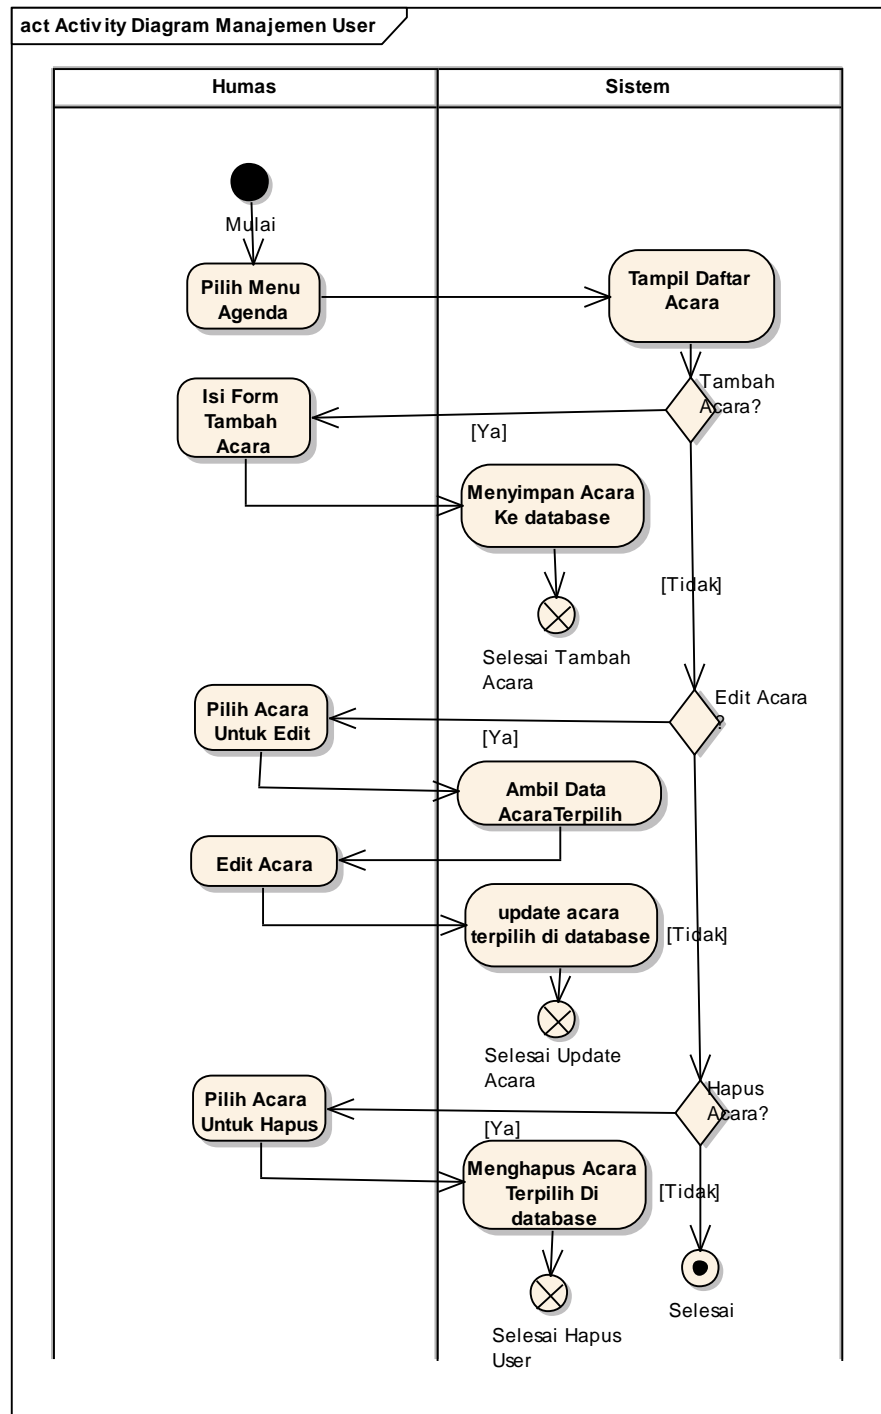 act Activity Diagram Manajemen User
Humas
Sistem
Mulai
Pilih Menu
Agenda
Tampil Daftar
Acara
Tambah
Acara?
Isi Form
Tambah
Acara
[Ya]
Menyimpan Acara
Ke database
[Tidak]
Selesai Tambah
Acara
Pilih Acara
Untuk Edit
Edit Acara
?
[Ya]
Ambil Data
AcaraTerpilih
Edit Acara
update acara
terpilih di database
[Tidak]
Selesai Update
Acara
Hapus
Acara?
Pilih Acara
Untuk Hapus
[Ya]
Menghapus Acara
Terpilih Di
database
[Tidak]
Selesai
Selesai Hapus
User